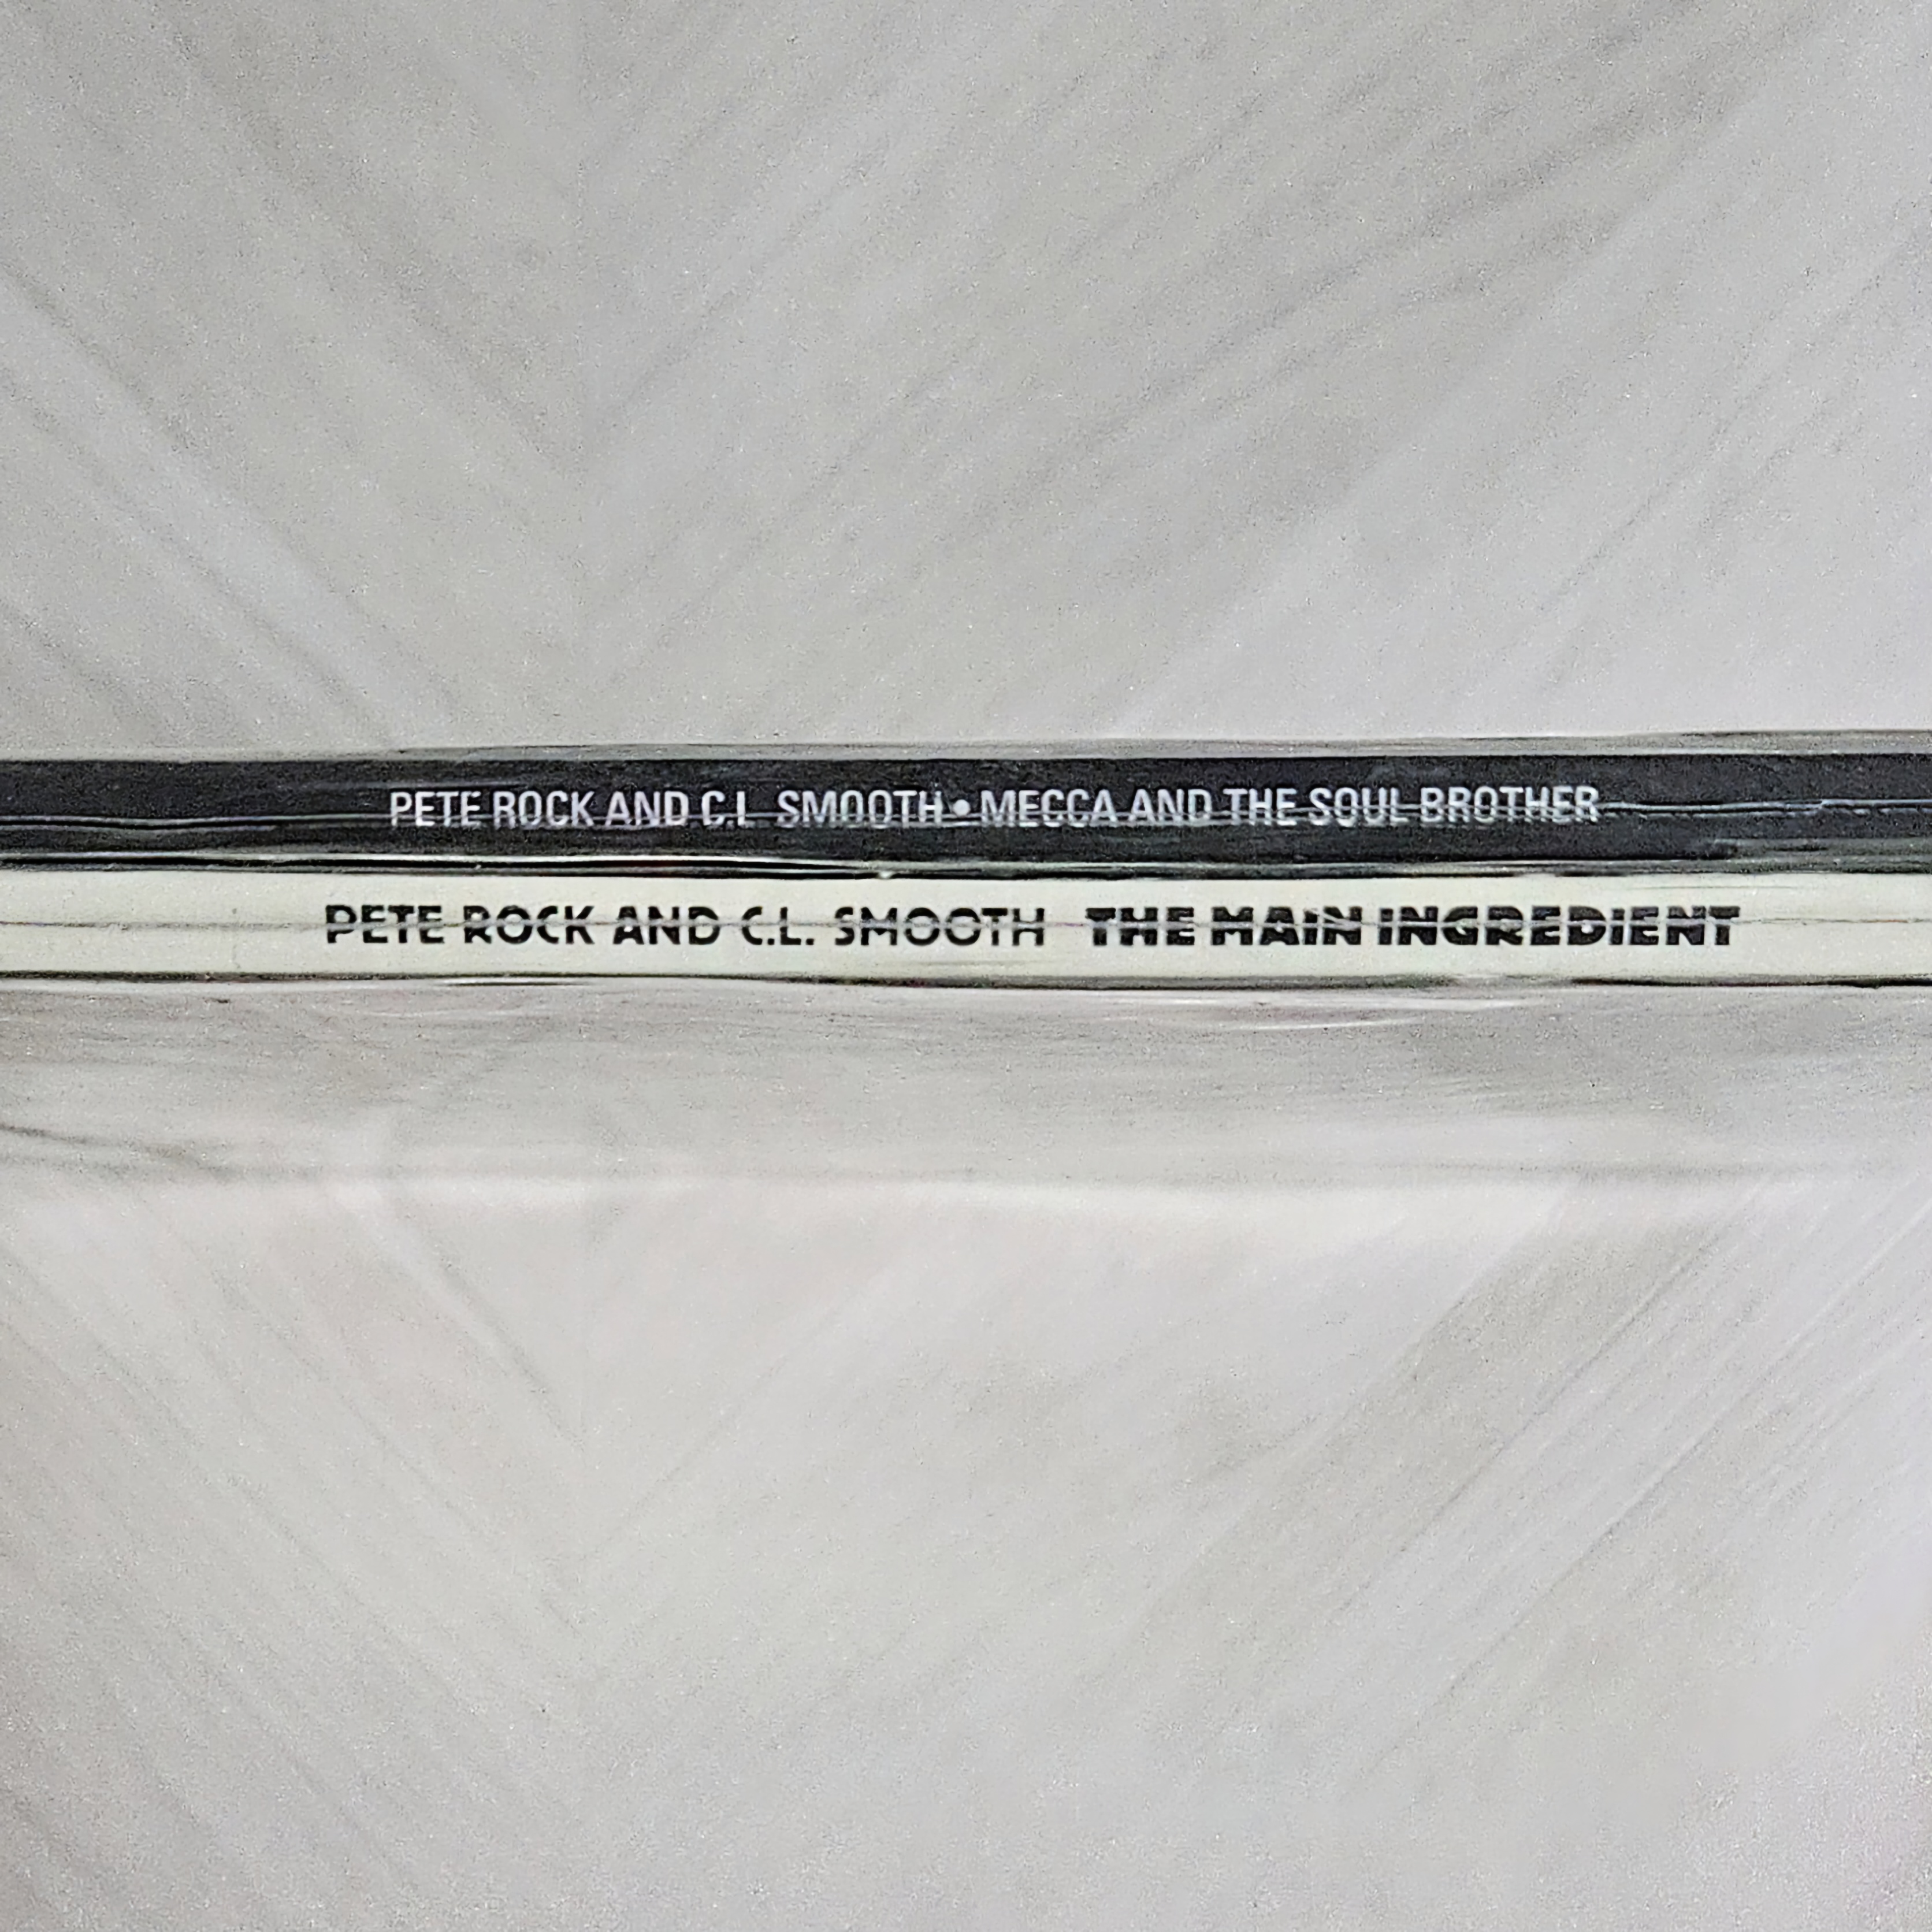 PETE ROCK AND C.L. SMOOTH • MECCA AND THE SOUL BROTHER
PETE ROCK AND C.L. SMOOTH THE MAIN INGREDIENT